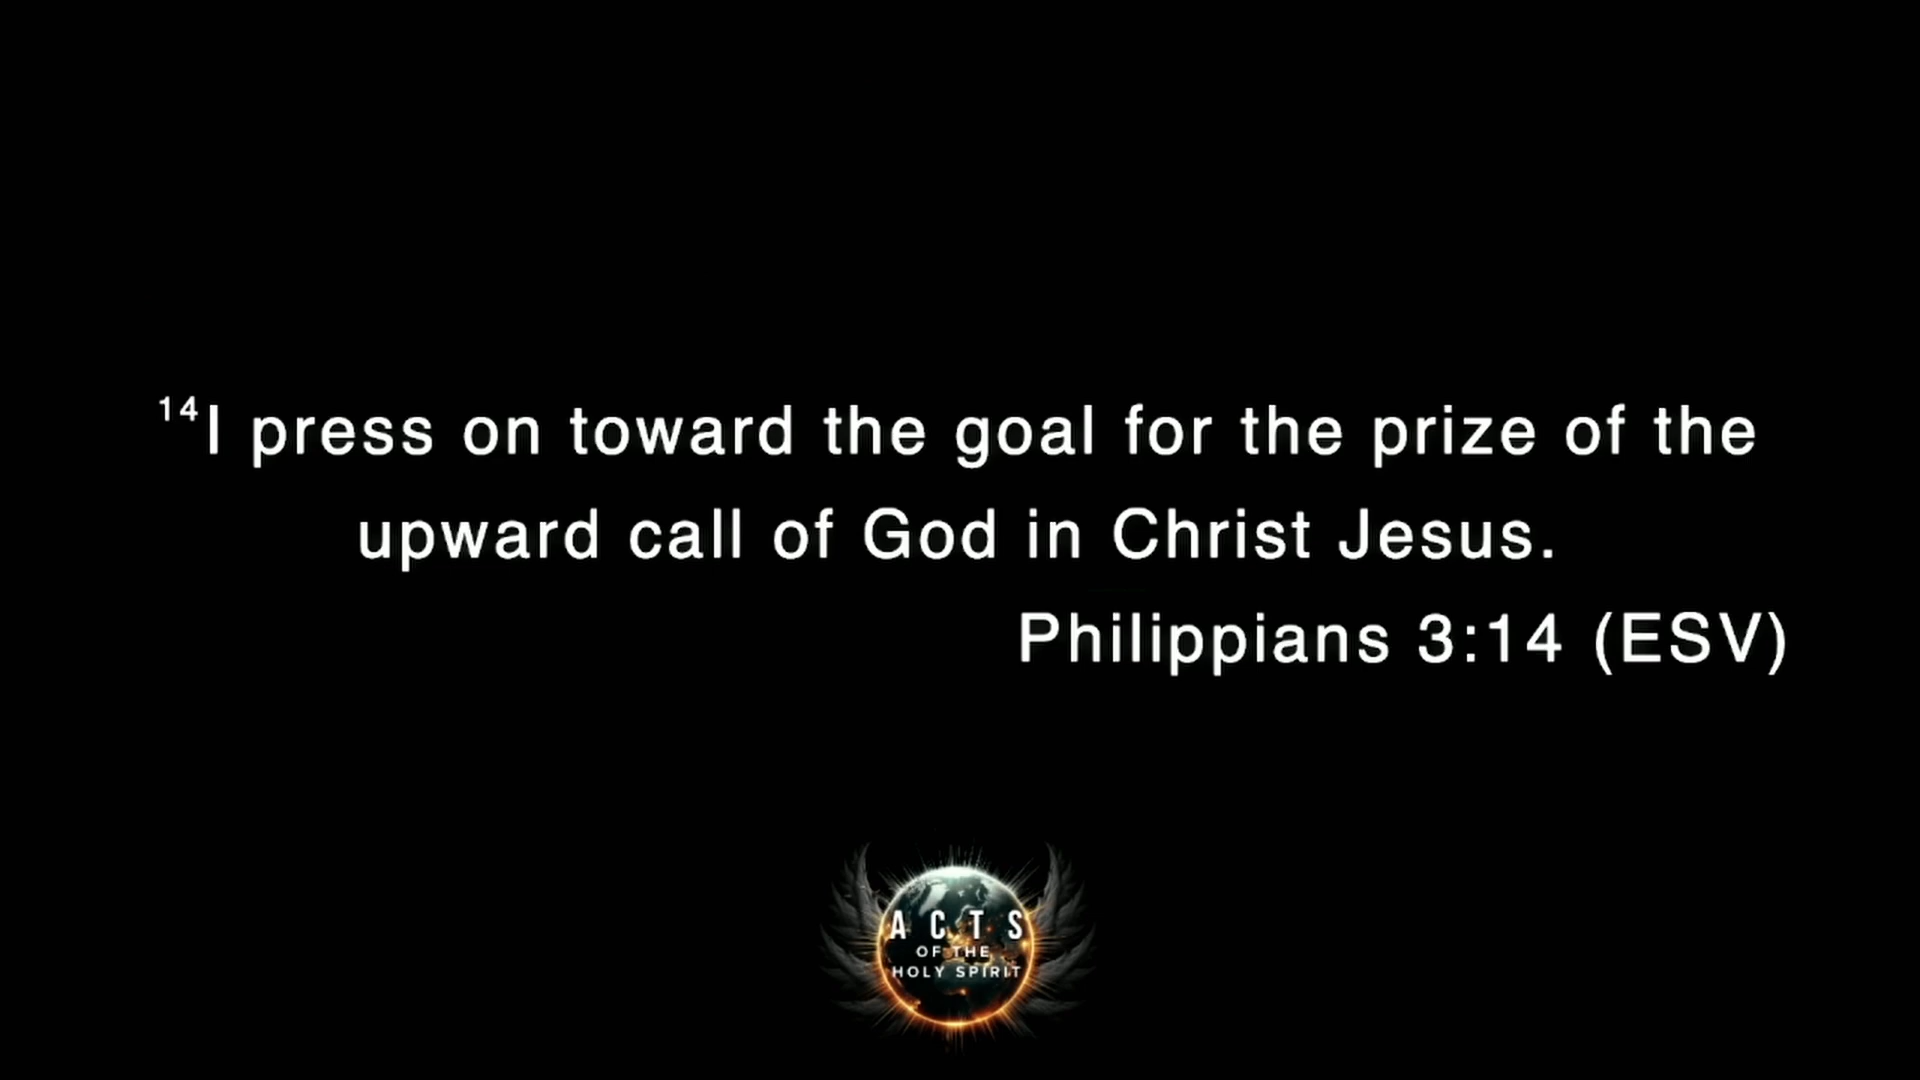 ¹⁴I press on toward the goal for the prize of the
upward call of God in Christ Jesus.
Philippians 3:14 (ESV)
ACTS
OF THE
HOLY SPIRIT